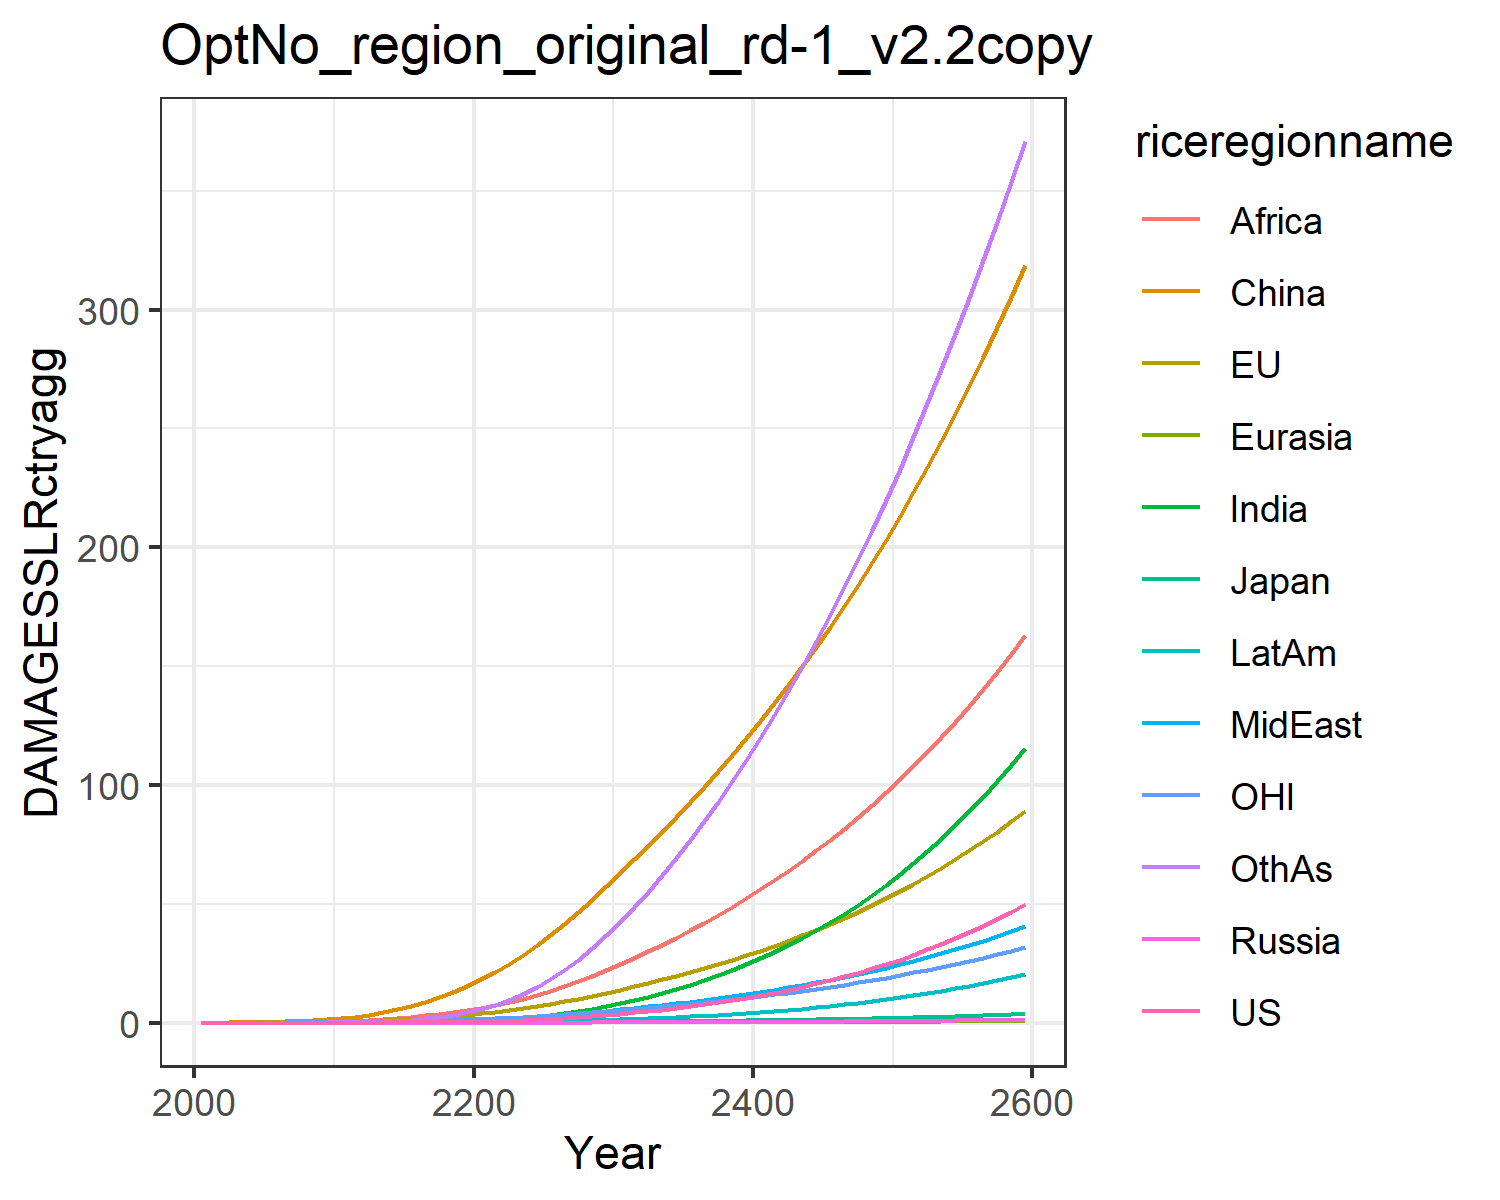 OptNo_region_original_rd-1_v2.2copy
DAMAGESSLRctryagg
300
200
100
0
2000
2200
2400
2600
Year
riceregionname
Africa
China
EU
Eurasia
India
Japan
LatAm
MidEast
OHI
OthAs
Russia
US